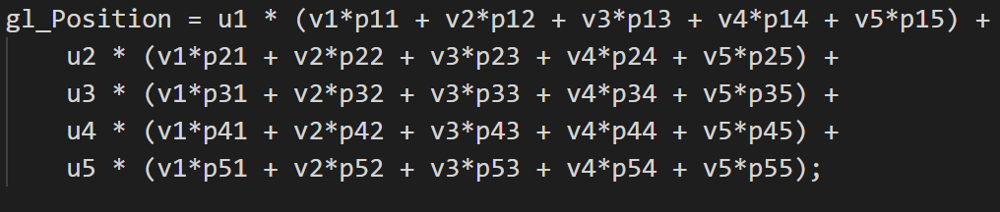 gl_Position = u1 * (v1*p11 + v2*p12 + v3*p13 + v4*p14 + v5*p15) +
u2 * (v1*p21 + v2*p22 + v3*p23 + v4*p24 + v5*p25) +
u3 * (v1*p31 + v2*p32 + v3*p33 + v4*p34 + v5*p35) +
u4 * (v1*p41 + v2*p42 + v3*p43 + v4*p44 + v5*p45) +
u5 * (v1*p51 + v2*p52 + v3*p53 + v4*p54 + v5*p55);